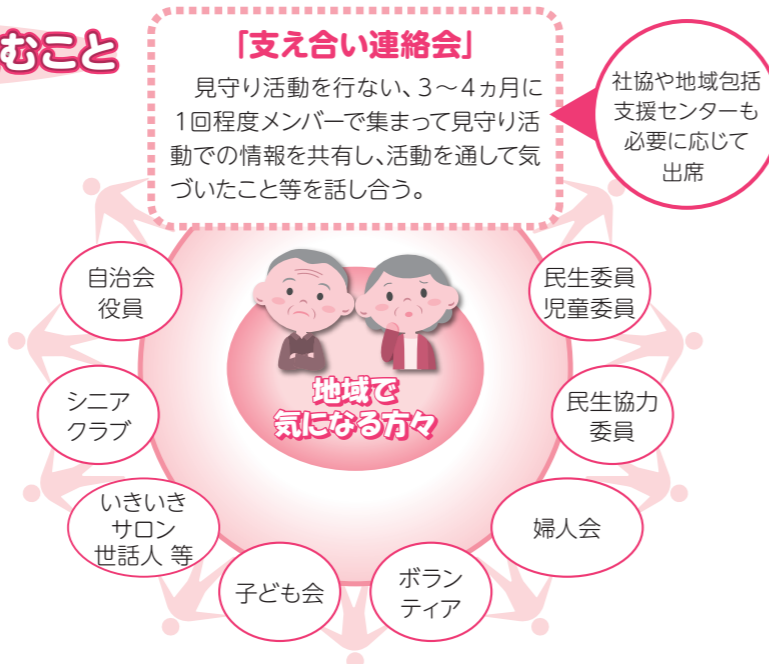 むこと
「支え合い連絡会」
見守り活動を行ない、3～4ヵ月に
1回程度メンバーで集まって見守り活
動での情報を共有し、活動を通して気
づいたこと等を話し合う。
社協や地域包括
支援センターも
必要に応じて
出席
自治会
役員
民生委員
児童委員
地域で
気になる方々
シニア
クラブ
民生協力
委員
いきいき
サロン
世話人 等
婦人会
子ども会
ボラン
ティア